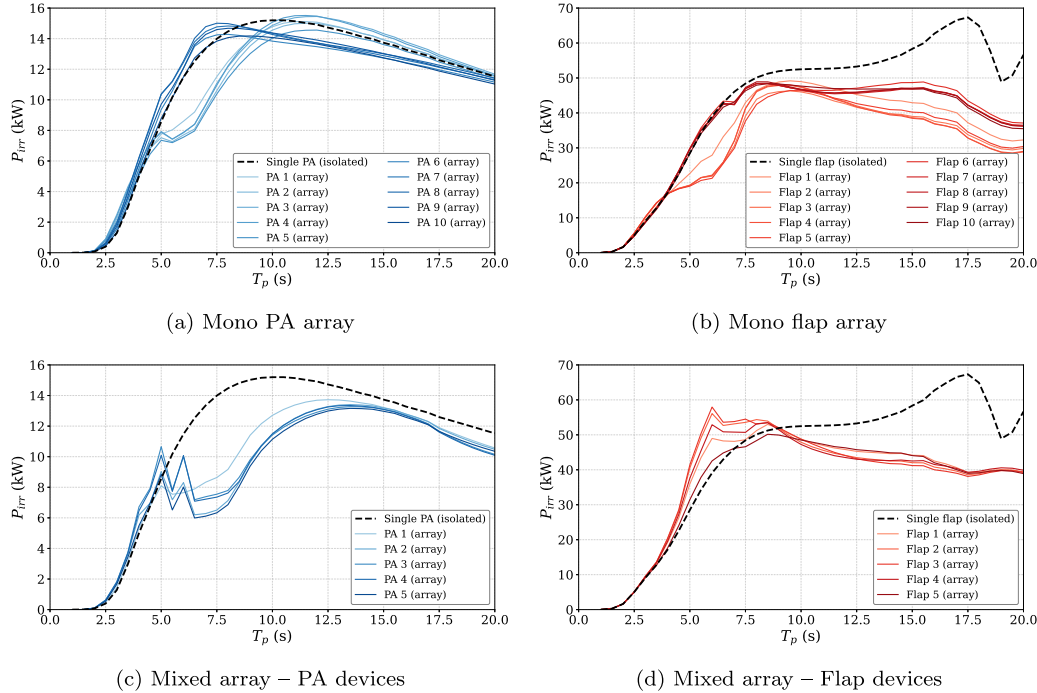 16
14
12
10
8
6
4
2
0
P_irr (kW)
Single PA (isolated)
PA 1 (array)
PA 2 (array)
PA 3 (array)
PA 4 (array)
PA 5 (array)
PA 6 (array)
PA 7 (array)
PA 8 (array)
PA 9 (array)
PA 10 (array)
0.0 2.5 5.0 7.5 10.0 12.5 15.0 17.5 20.0
T_p (s)
(a) Mono PA array
70
60
50
40
30
20
10
0
P_irr (kW)
Single flap (isolated)
Flap 1 (array)
Flap 2 (array)
Flap 3 (array)
Flap 4 (array)
Flap 5 (array)
Flap 6 (array)
Flap 7 (array)
Flap 8 (array)
Flap 9 (array)
Flap 10 (array)
0.0 2.5 5.0 7.5 10.0 12.5 15.0 17.5 20.0
T_p (s)
(b) Mono flap array
16
14
12
10
8
6
4
2
0
P_irr (kW)
Single PA (isolated)
PA 1 (array)
PA 2 (array)
PA 3 (array)
PA 4 (array)
PA 5 (array)
0.0 2.5 5.0 7.5 10.0 12.5 15.0 17.5 20.0
T_p (s)
(c) Mixed array – PA devices
70
60
50
40
30
20
10
0
P_irr (kW)
Single flap (isolated)
Flap 1 (array)
Flap 2 (array)
Flap 3 (array)
Flap 4 (array)
Flap 5 (array)
0.0 2.5 5.0 7.5 10.0 12.5 15.0 17.5 20.0
T_p (s)
(d) Mixed array – Flap devices